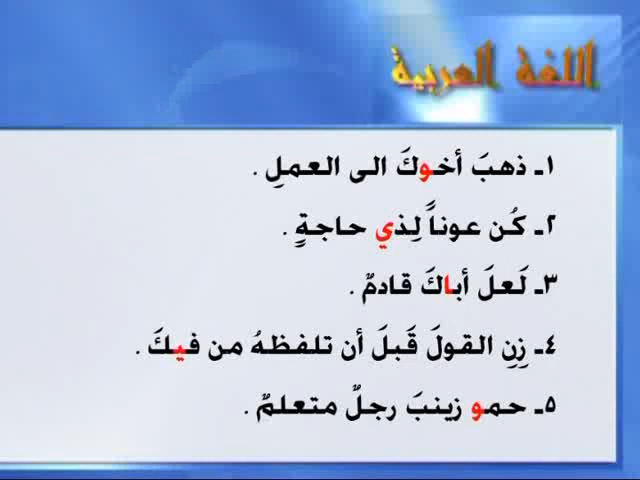 اللغة العربية
١ـ ذهبَ أخوكَ الى العملِ .
٢ـ كُن عوناً لِذي حاجةٍ .
٣ـ لَعلَ أباكَ قادمٌ .
٤ـ زِنِ القولَ قَبلَ أن تلفظهُ من فيكَ .
٥ـ حمو زينبَ رجلٌ متعلمٌ .